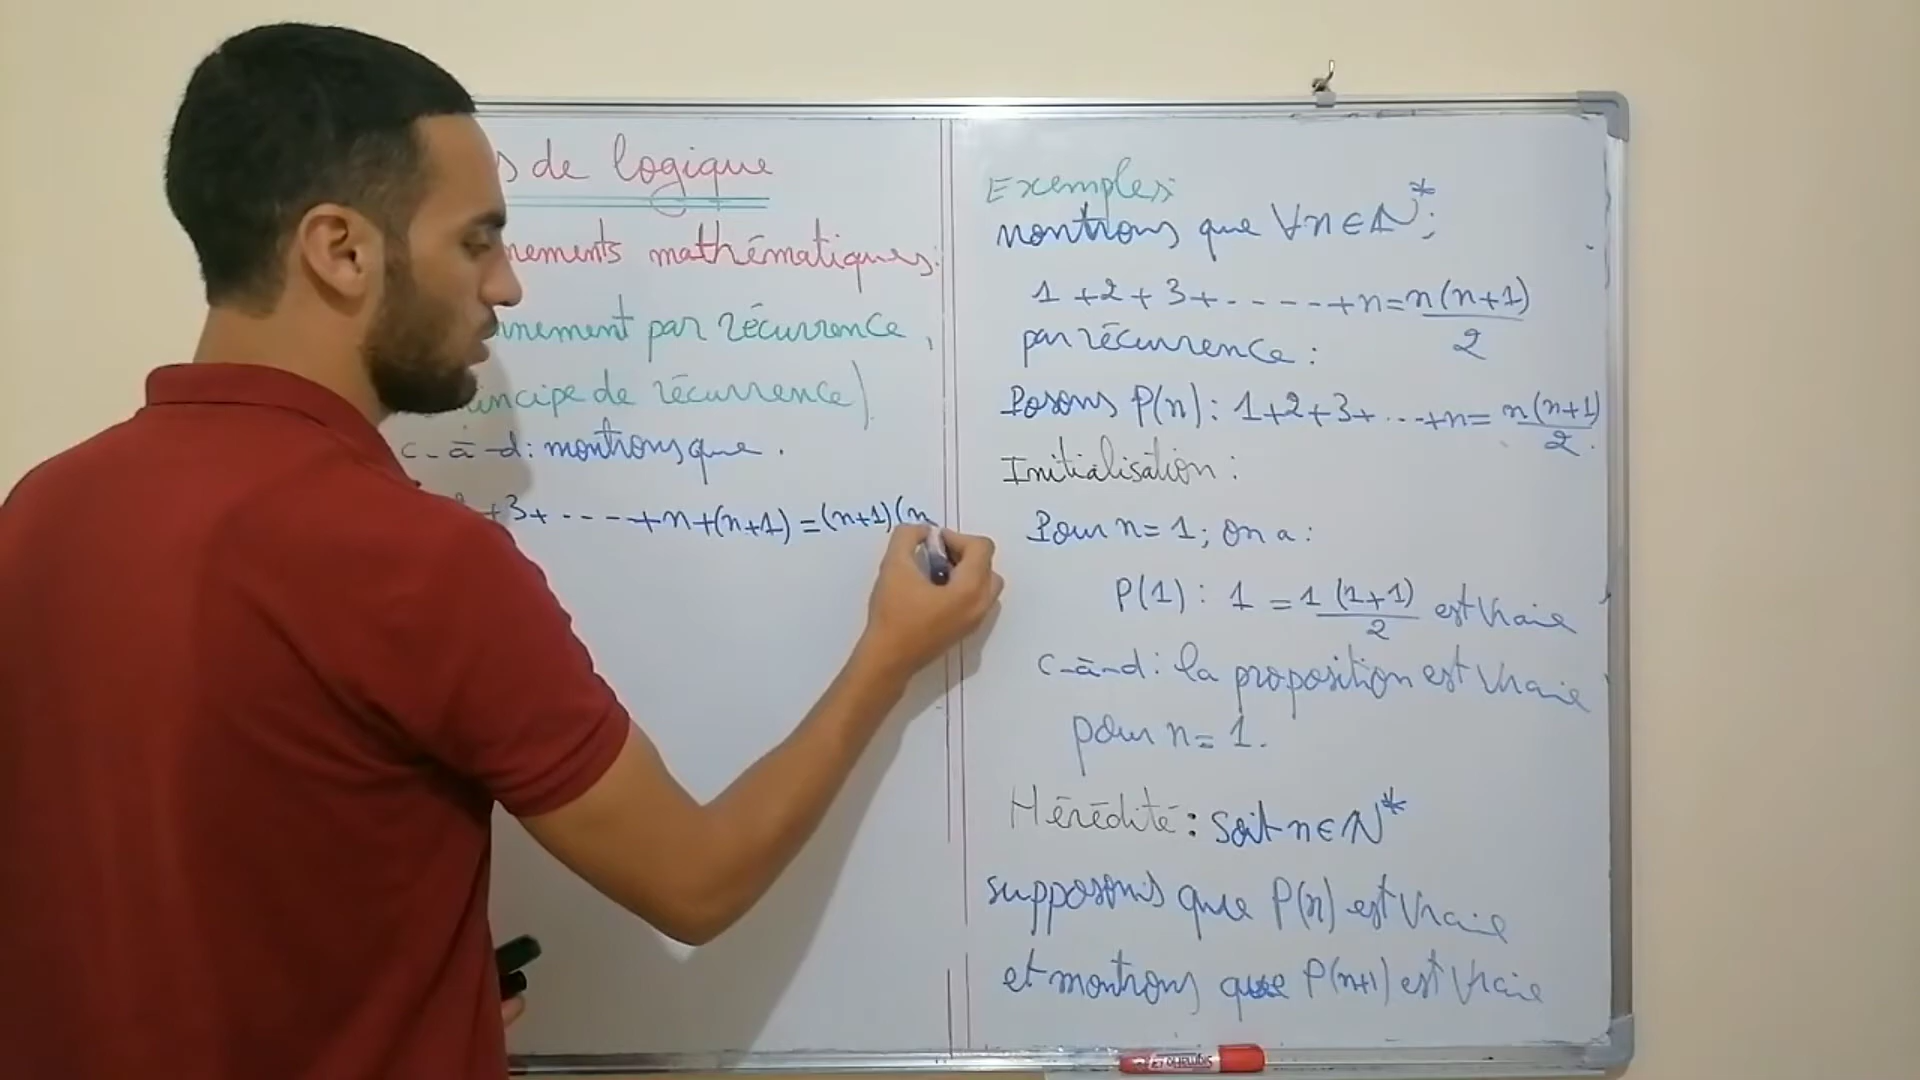 de logique
nements mathématiques:
nnement par récurrence,
incipe de récurrence).
c-à-d: montrons que.
+3+ ----+n+(n+1) = (n+1)(n
Exemples:
montrons que ∀n∈ℕ*;
1+2+3+-----+n = n(n+1)/2
par récurrence:
Posons P(n): 1+2+3+...+n = n(n+1)/2.
Initialisation:
Pour n=1; on a:
P(1): 1 = 1(1+1)/2 est vraie
c-à-d: la proposition est vraie
pour n=1.
Hérédité: soit n∈ℕ*
supposons que P(n) est vraie
et montrons que P(n+1) est vraie